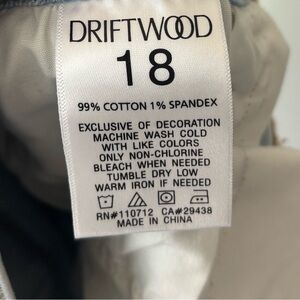 DRIFTWOOD
18
99% COTTON 1% SPANDEX
EXCLUSIVE OF DECORATION
MACHINE WASH COLD
WITH LIKE COLORS
ONLY NON-CHLORINE
BLEACH WHEN NEEDED
TUMBLE DRY LOW
WARM IRON IF NEEDED
RN#110712 CA#29438
MADE IN CHINA